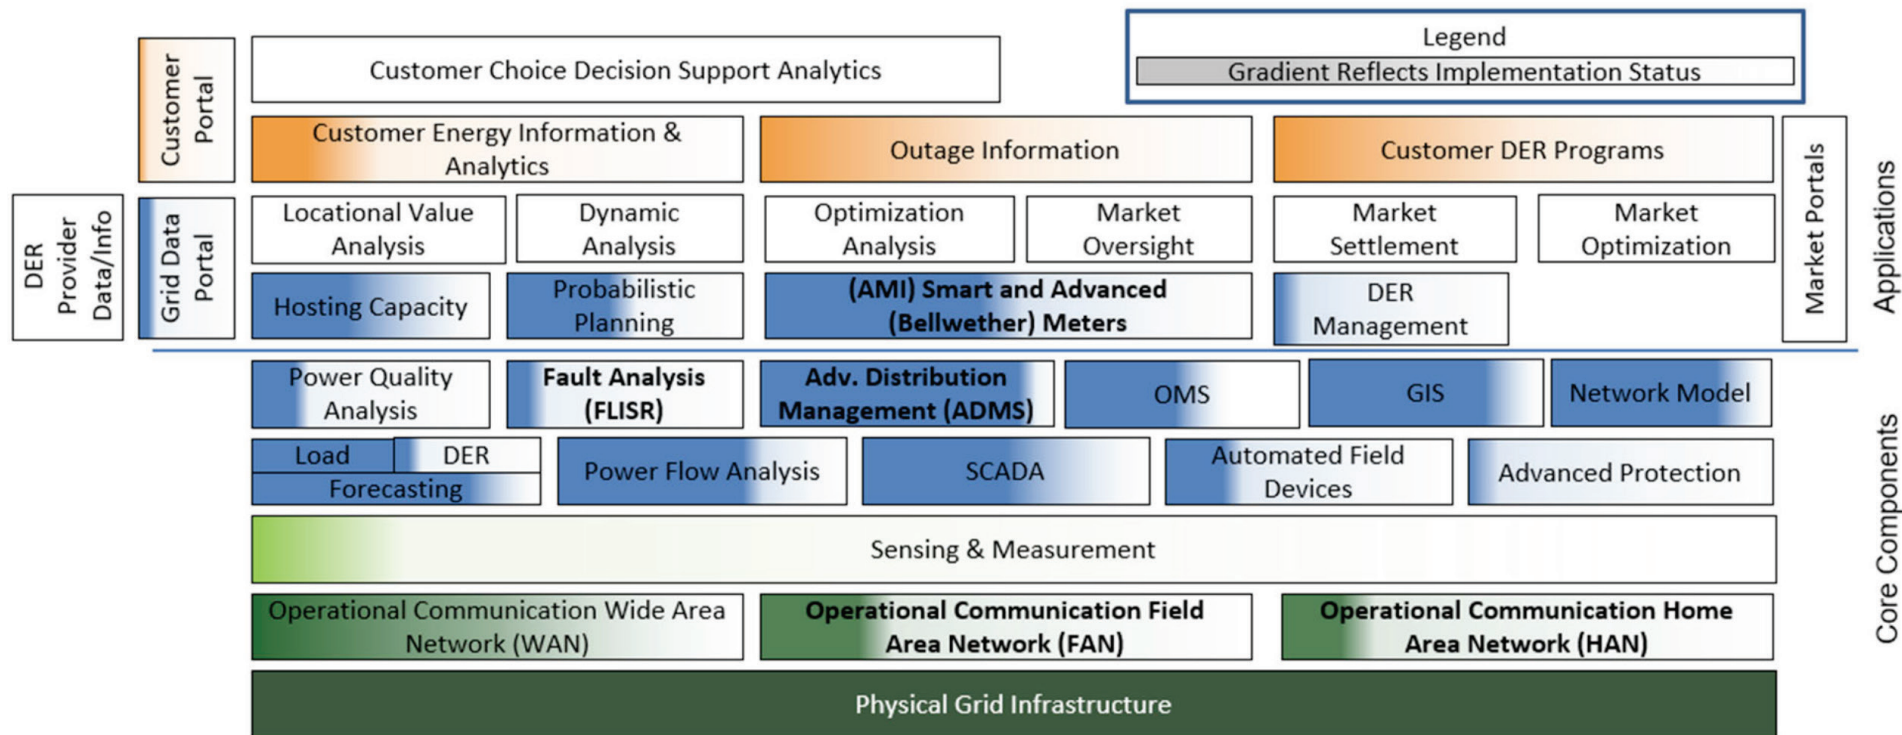 Legend
Gradient Reflects Implementation Status
Customer
Portal
Customer Choice Decision Support Analytics
Customer Energy Information &
Analytics
Outage Information
Customer DER Programs
Market Portals
Applications
DER
Provider
Data/Info
Grid Data
Portal
Locational Value
Analysis
Dynamic
Analysis
Optimization
Analysis
Market
Oversight
Market
Settlement
Market
Optimization
Hosting Capacity
Probabilistic
Planning
(AMI) Smart and Advanced
(Bellwether) Meters
DER
Management
Power Quality
Analysis
Fault Analysis
(FLISR)
Adv. Distribution
Management (ADMS)
OMS
GIS
Network Model
Core Components
Load
DER
Forecasting
Power Flow Analysis
SCADA
Automated Field
Devices
Advanced Protection
Sensing & Measurement
Operational Communication Wide Area
Network (WAN)
Operational Communication Field
Area Network (FAN)
Operational Communication Home
Area Network (HAN)
Physical Grid Infrastructure